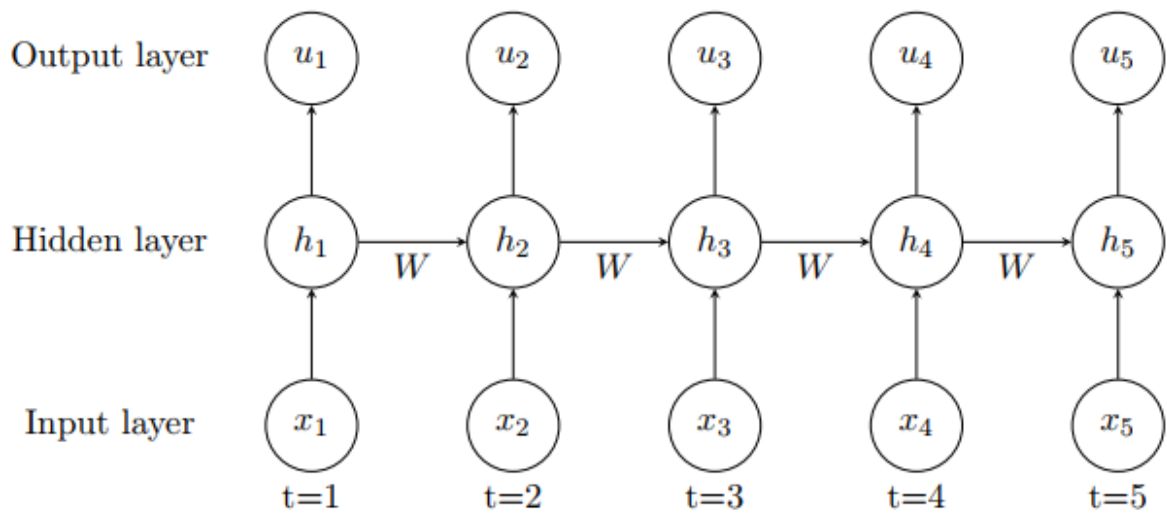 Output layer u₁ u₂ u₃ u₄ u₅
Hidden layer h₁ h₂ h₃ h₄ h₅
W W W W
Input layer x₁ x₂ x₃ x₄ x₅
t=1 t=2 t=3 t=4 t=5